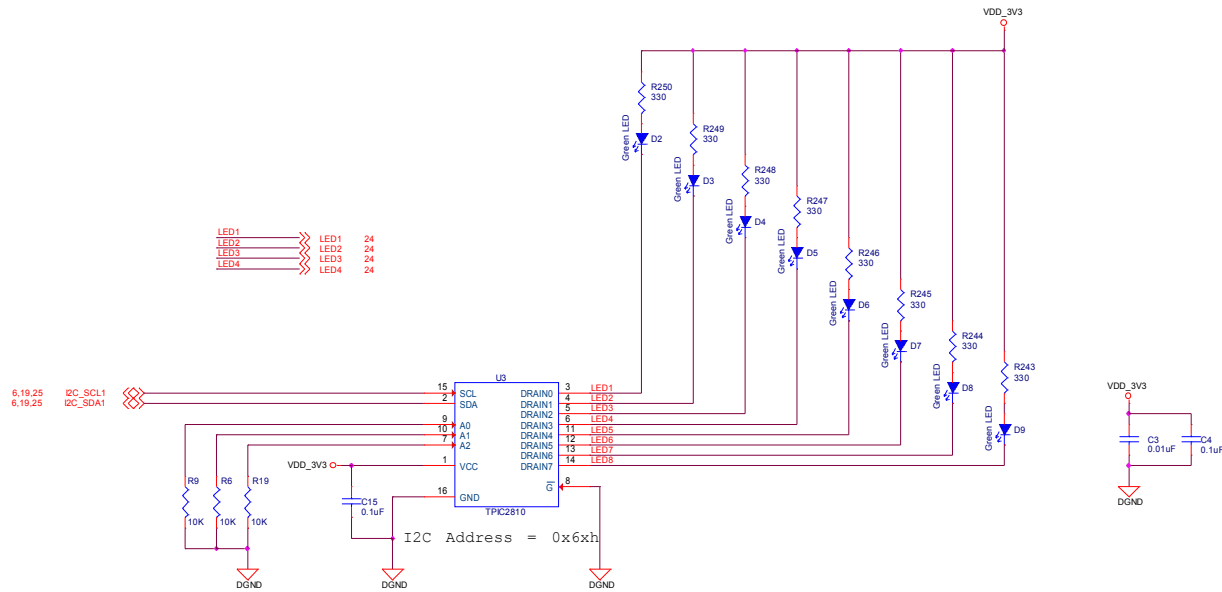 VDD_3V3
R250
330
Green LED
D2
R249
330
Green LED
D3
R248
330
Green LED
D4
R247
330
Green LED
D5
R246
330
Green LED
D6
R245
330
Green LED
D7
R244
330
Green LED
D8
R243
330
Green LED
D9
LED1 LED1 24
LED2 LED2 24
LED3 LED3 24
LED4 LED4 24
6,19,25 I2C_SCL1
6,19,25 I2C_SDA1
U3
15 SCL
2 SDA
9 A0
10 A1
7 A2
1 VCC
16 GND
DRAIN0 3 LED1
DRAIN1 4 LED2
DRAIN2 5 LED3
DRAIN3 6 LED4
DRAIN4 11 LED5
DRAIN5 12 LED6
DRAIN6 13 LED7
DRAIN7 14 LED8
G 8
TPIC2810
VDD_3V3
R9
10K
R6
10K
R19
10K
C15
0.1uF
I2C Address = 0x6xh
DGND
DGND
DGND
VDD_3V3
C3
0.01uF
C4
0.1uF
DGND